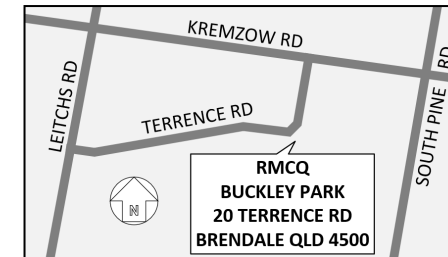 KREMZOW RD
LEITCHS RD
TERRENCE RD
SOUTH PINE RD
N
RMCQ
BUCKLEY PARK
20 TERRENCE RD
BRENDALE QLD 4500